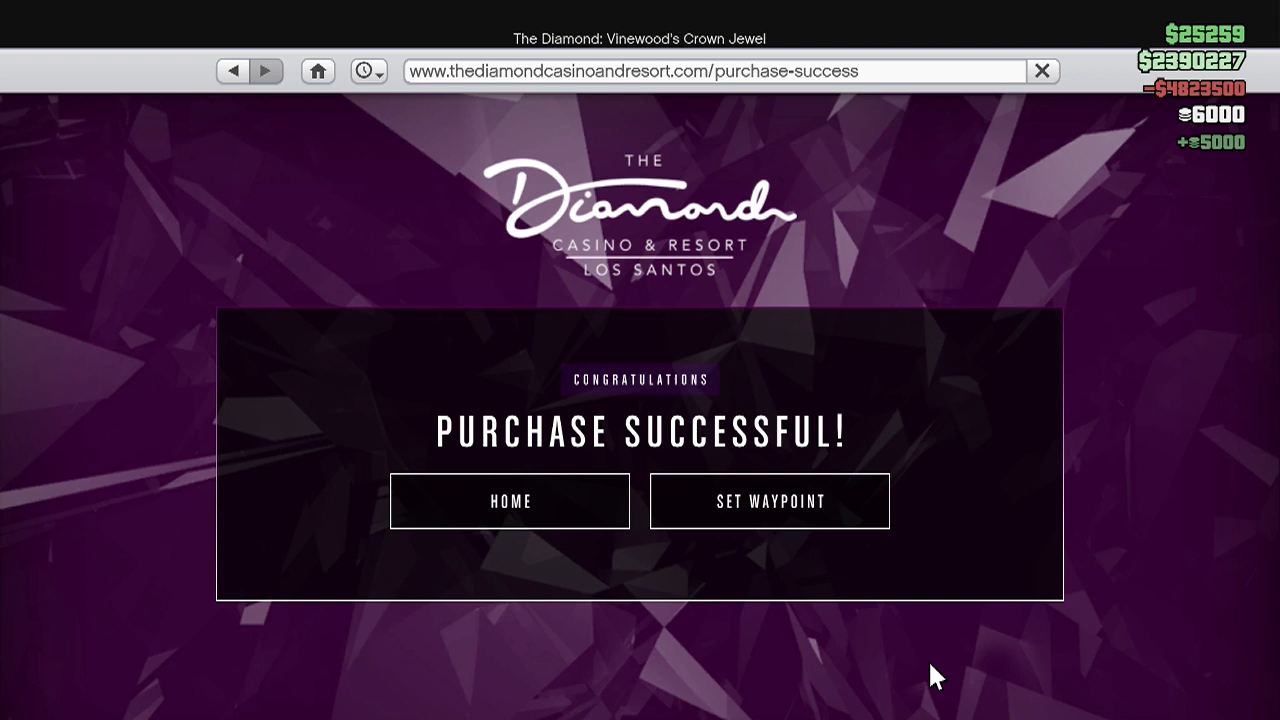 The Diamond: Vinewood's Crown Jewel
$25259
$2390227
-$4823500
6000
+5000
www.thediamondcasinoandresort.com/purchase-success
THE
Diamond
CASINO & RESORT
LOS SANTOS
CONGRATULATIONS
PURCHASE SUCCESSFUL!
HOME
SET WAYPOINT